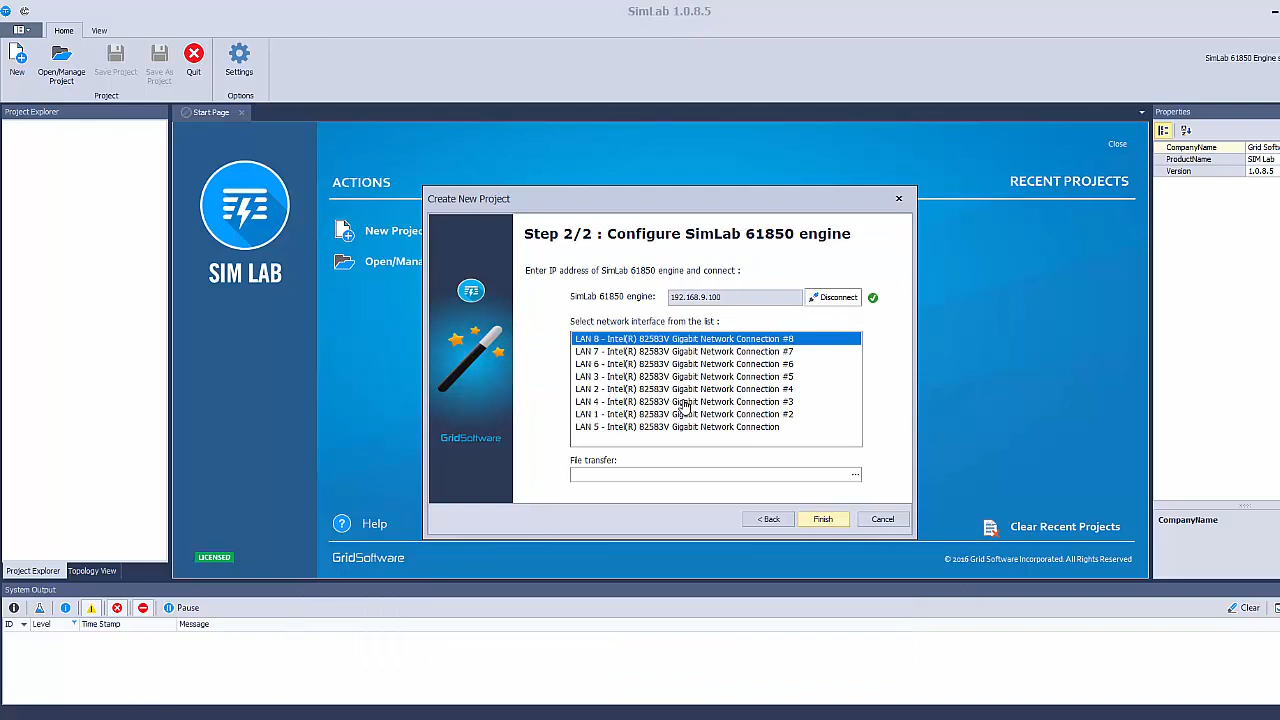 SimLab 1.0.8.5
Home
View
New
Open/Manage
Project
Save Project
Save As
Project
Quit
Settings
Project
Options
SimLab 61850 Engine s
Project Explorer
Start Page
Properties
Close
CompanyName
Grid Softw
ProductName
SIM Lab
Version
1.0.8.5
SIM LAB
ACTIONS
RECENT PROJECTS
New Projec
Open/Mana
Create New Project
Step 2/2 : Configure SimLab 61850 engine
Enter IP address of SimLab 61850 engine and connect :
SimLab 61850 engine:
192.168.9.100
Disconnect
Select network interface from the list :
LAN 8 - Intel(R) 82583V Gigabit Network Connection #8
LAN 7 - Intel(R) 82583V Gigabit Network Connection #7
LAN 6 - Intel(R) 82583V Gigabit Network Connection #6
LAN 3 - Intel(R) 82583V Gigabit Network Connection #5
LAN 2 - Intel(R) 82583V Gigabit Network Connection #4
LAN 4 - Intel(R) 82583V Gigabit Network Connection #3
LAN 1 - Intel(R) 82583V Gigabit Network Connection #2
LAN 5 - Intel(R) 82583V Gigabit Network Connection
GridSoftware
File transfer:
...
< Back
Finish
Cancel
Help
Clear Recent Projects
CompanyName
LICENSED
GridSoftware
© 2016 Grid Software Incorporated. All Rights Reserved
Project Explorer
Topology View
System Output
Pause
Clear
ID
Level
Time Stamp
Message